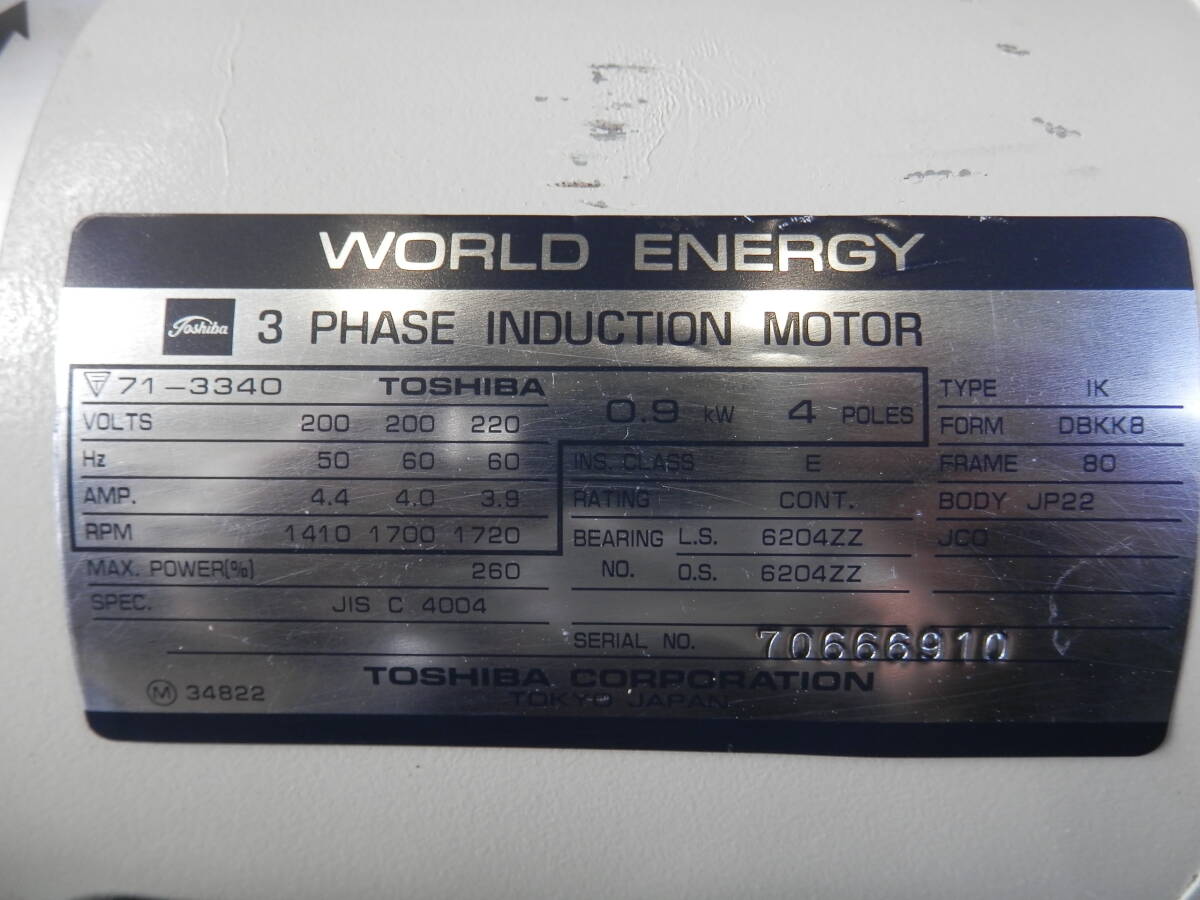 WORLD ENERGY
Toshiba 3 PHASE INDUCTION MOTOR
71-3340 TOSHIBA 0.9 kW 4 POLES TYPE IK
VOLTS 200 200 220 FORM DBKK8
Hz 50 60 60 INS. CLASS E FRAME 80
AMP. 4.4 4.0 3.9 RATING CONT. BODY JP22
RPM 1410 1700 1720 BEARING L.S. 6204ZZ JCO
MAX. POWER(%) 260 NO. O.S. 6204ZZ
SPEC. JIS C 4004
SERIAL NO. 70666910
TOSHIBA CORPORATION
M 34822 TOKYO JAPAN